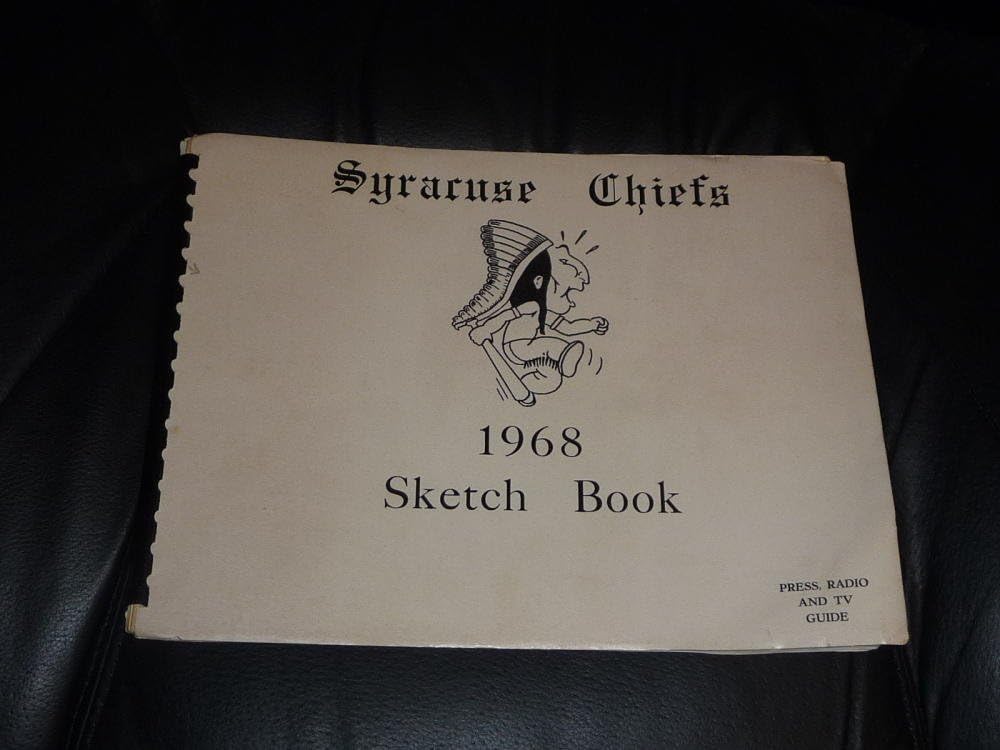 Syracuse Chiefs
1968
Sketch Book
PRESS, RADIO
AND TV
GUIDE